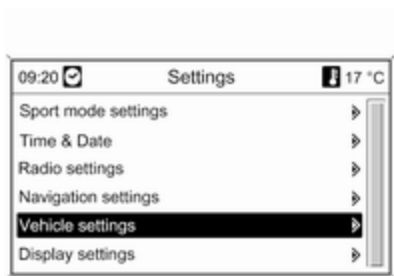 09:20 Settings 17 °C
Sport mode settings
Time & Date
Radio settings
Navigation settings
Vehicle settings
Display settings